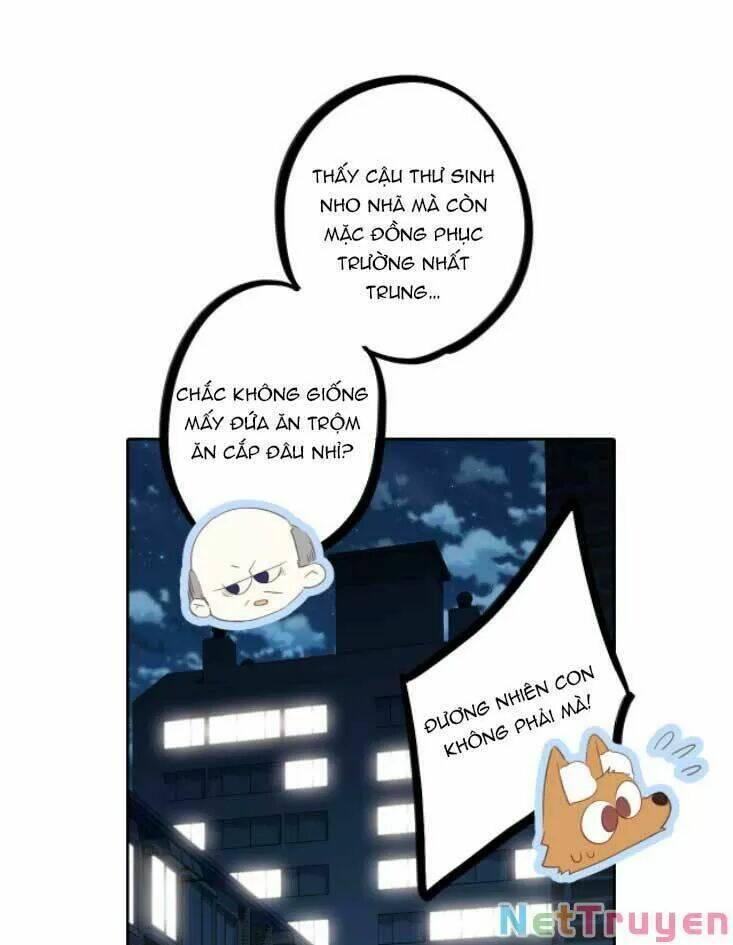 THẤY CẬU THƯ SINH
NHO NHÃ MÀ CÒN
MẶC ĐỒNG PHỤC
TRƯỜNG NHẤT
TRUNG...
CHẮC KHÔNG GIỐNG
MẤY ĐỨA ĂN TRỘM
ĂN CẮP ĐÂU NHỈ?
ĐƯƠNG NHIÊN CON
KHÔNG PHẢI MÀ!
NETTRUYEN